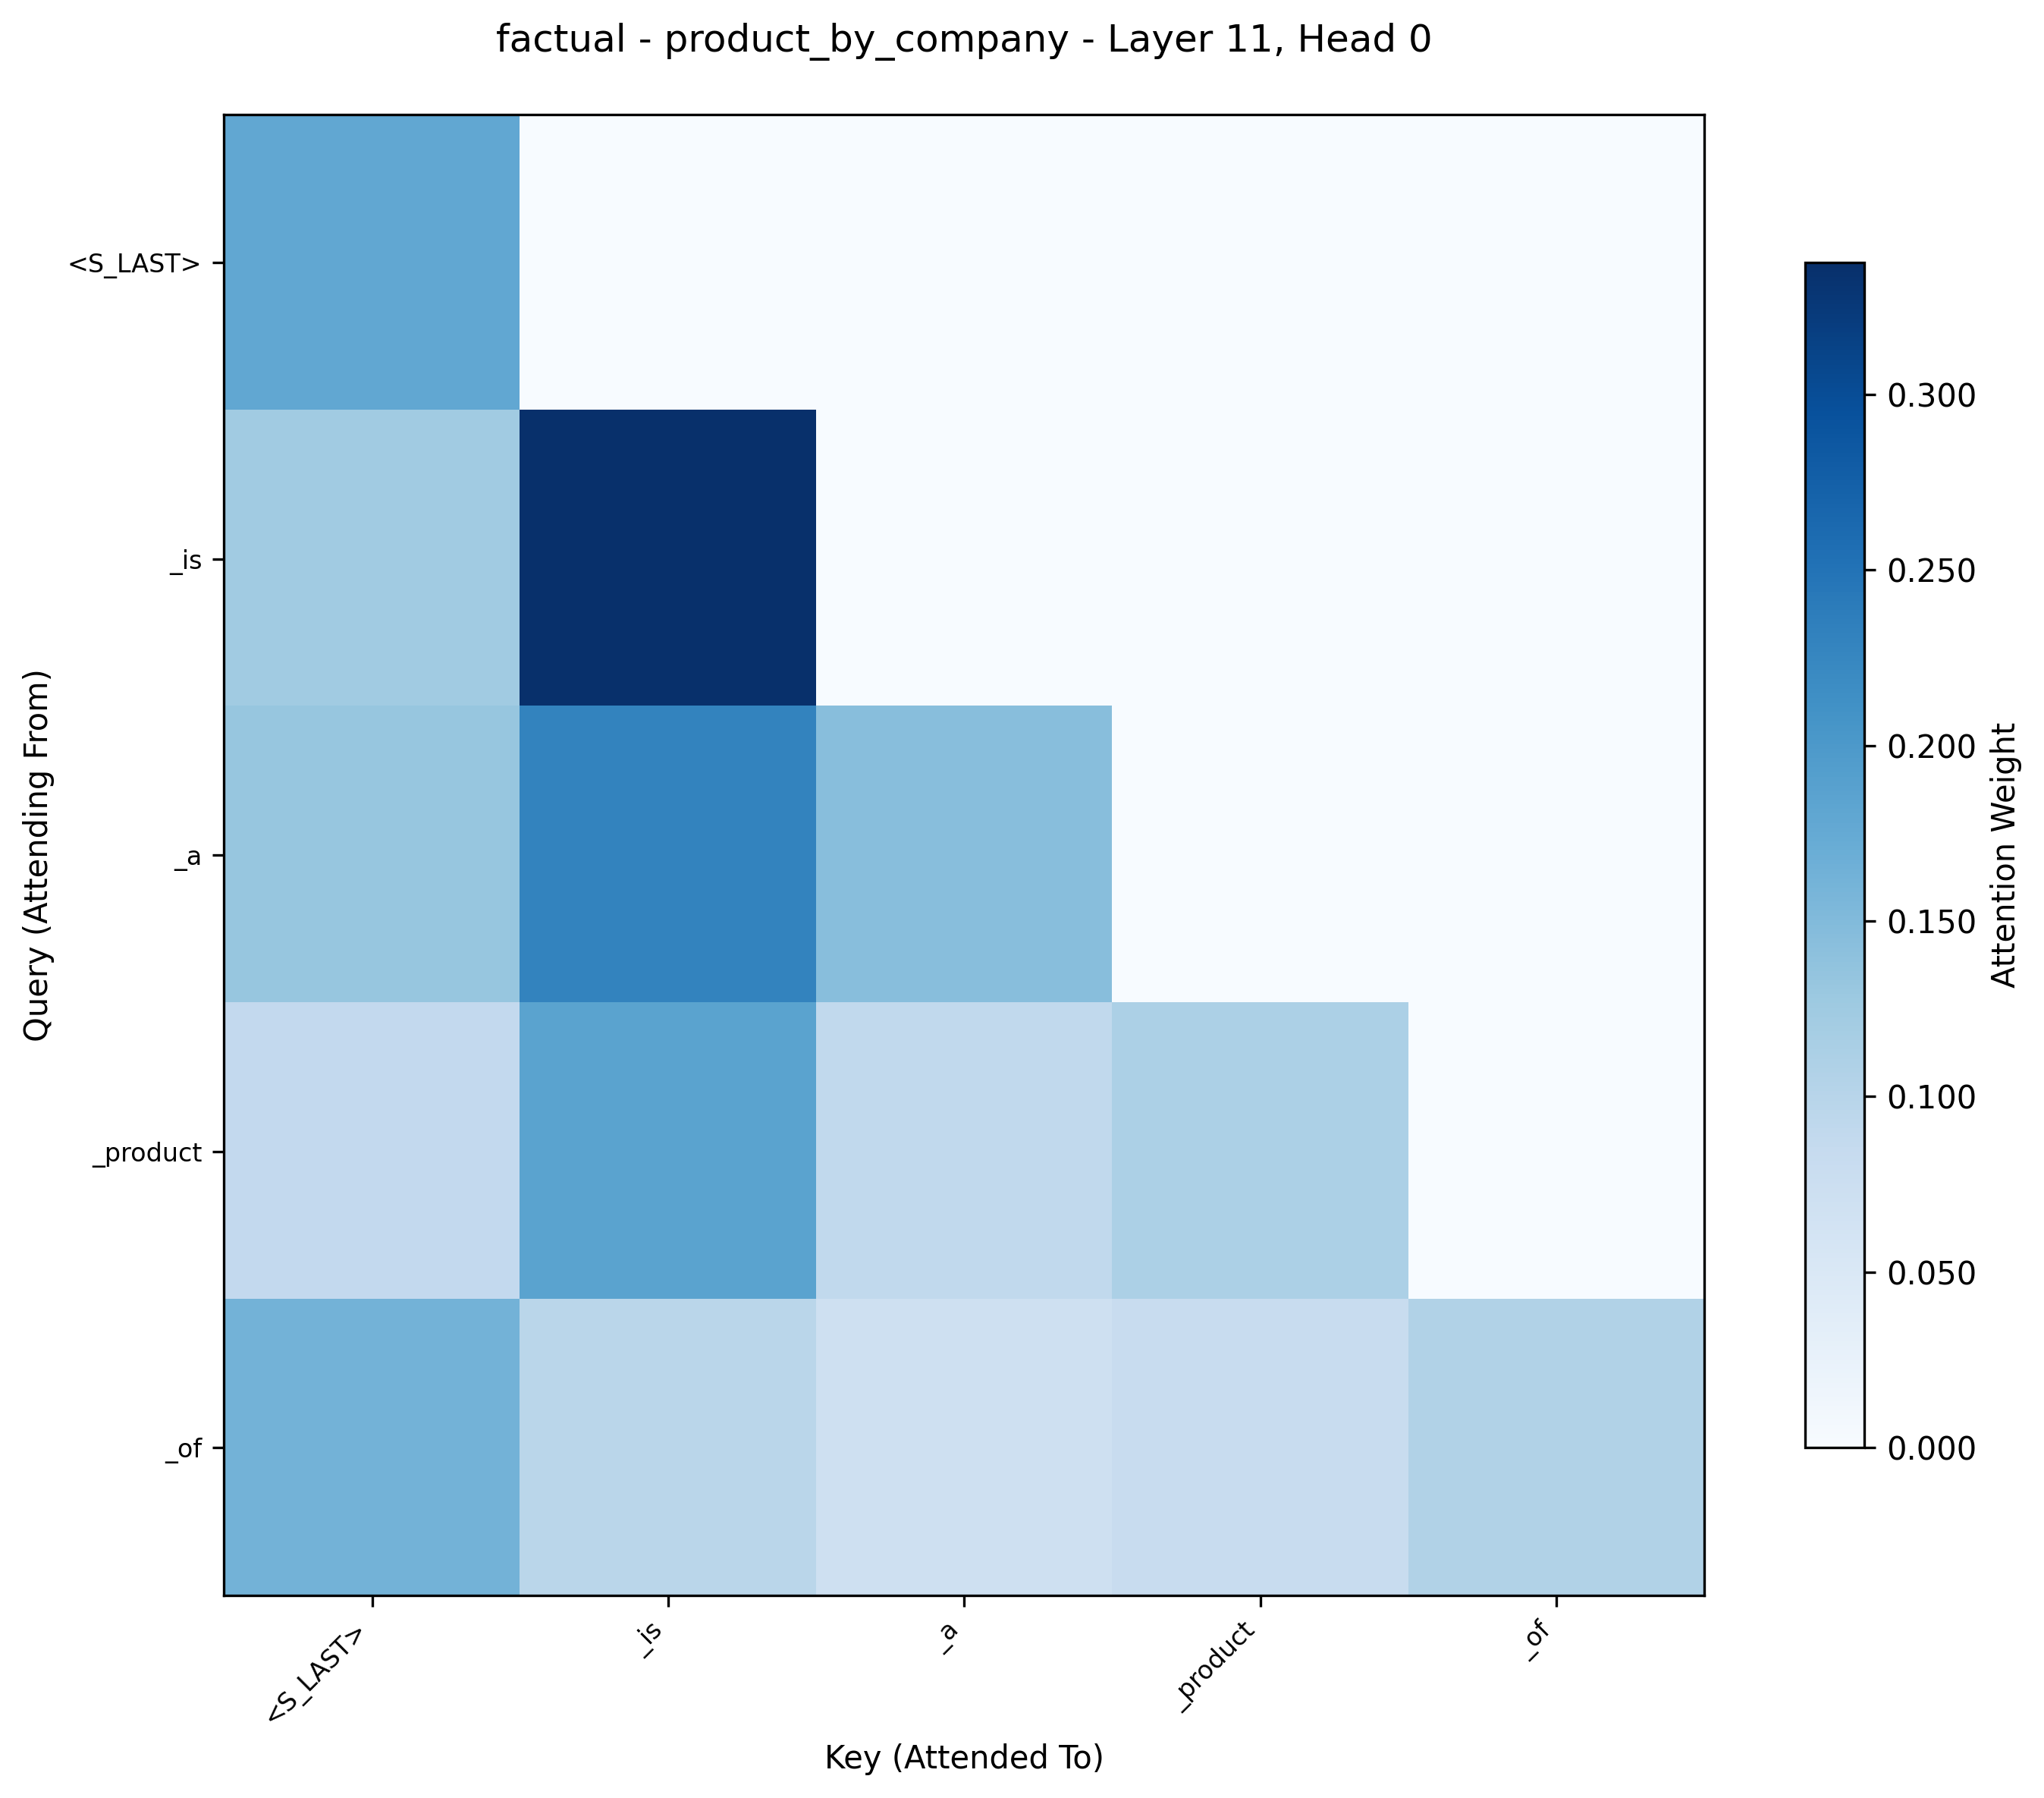 factual - product_by_company - Layer 11, Head 0
Query (Attending From)
<S_LAST>
_is
_a
_product
_of
<S_LAST>
_is
_a
_product
_of
Key (Attended To)
0.300
0.250
0.200
0.150
0.100
0.050
0.000
Attention Weight